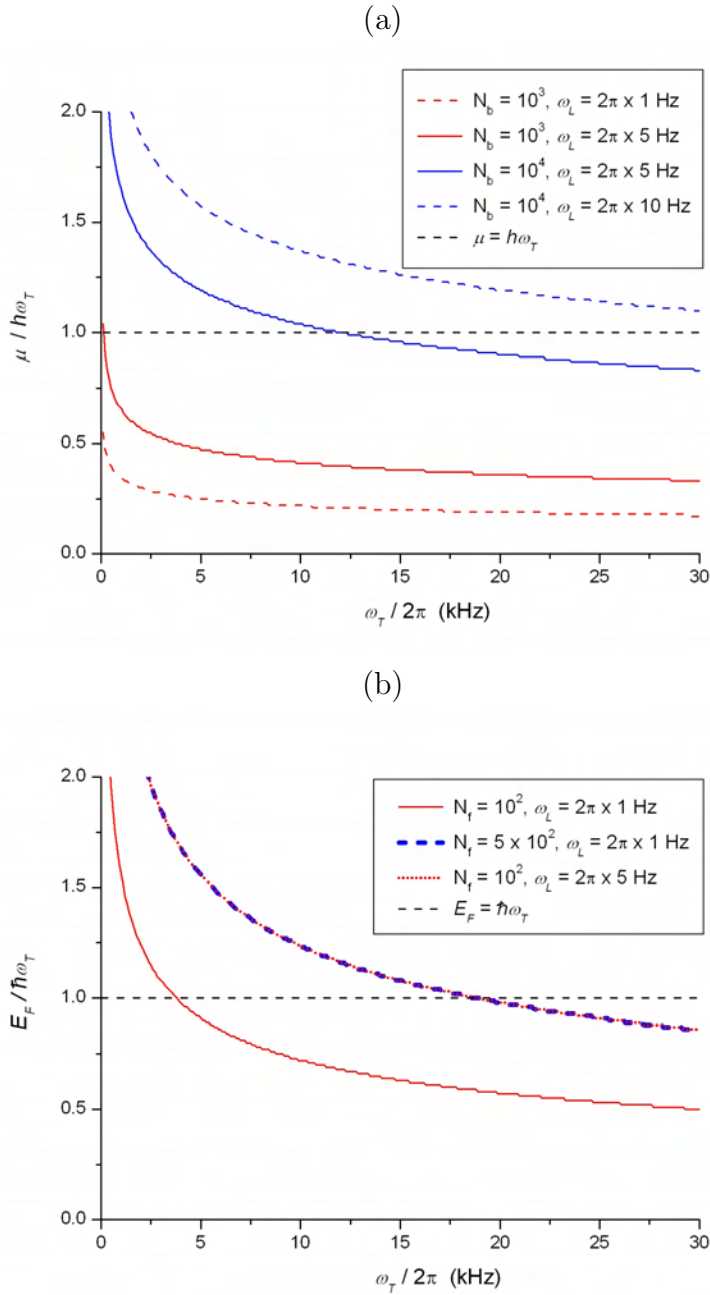 (a)
N_b = 10^3, ω_L = 2π x 1 Hz
N_b = 10^3, ω_L = 2π x 5 Hz
N_b = 10^4, ω_L = 2π x 5 Hz
N_b = 10^4, ω_L = 2π x 10 Hz
μ = hω_T
2.0
1.5
1.0
0.5
0.0
μ / hω_T
0 5 10 15 20 25 30
ω_T / 2π (kHz)
(b)
N_f = 10^2, ω_L = 2π x 1 Hz
N_f = 5 x 10^2, ω_L = 2π x 1 Hz
N_f = 10^2, ω_L = 2π x 5 Hz
E_F = ℏω_T
2.0
1.5
1.0
0.5
0.0
E_F / ℏω_T
0 5 10 15 20 25 30
ω_T / 2π (kHz)